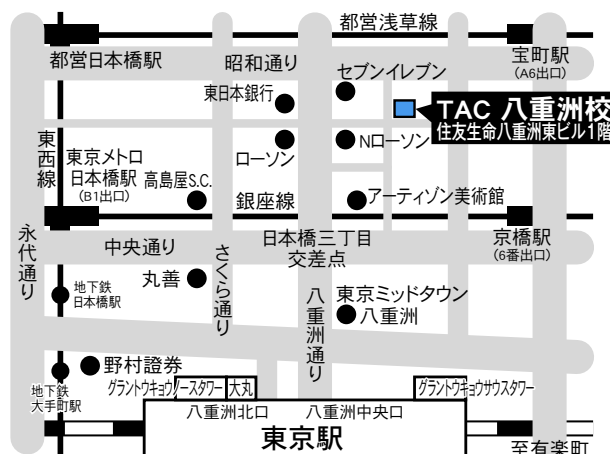 都営浅草線
都営日本橋駅
昭和通り
宝町駅
(A6出口)
セブンイレブン
東日本銀行
TAC 八重洲校
住友生命八重洲東ビル1階
東西線
東京メトロ
日本橋駅
(B1出口)
ローソン
Nローソン
高島屋S.C.
銀座線
アーティゾン美術館
永代通り
中央通り
さくら通り
日本橋三丁目
交差点
京橋駅
(6番出口)
丸善
地下鉄
日本橋駅
八重洲通り
東京ミッドタウン
八重洲
野村證券
地下鉄
大手町駅
グラントウキョウノースタワー
大丸
グラントウキョウサウスタワー
八重洲北口
八重洲中央口
東京駅
至有楽町